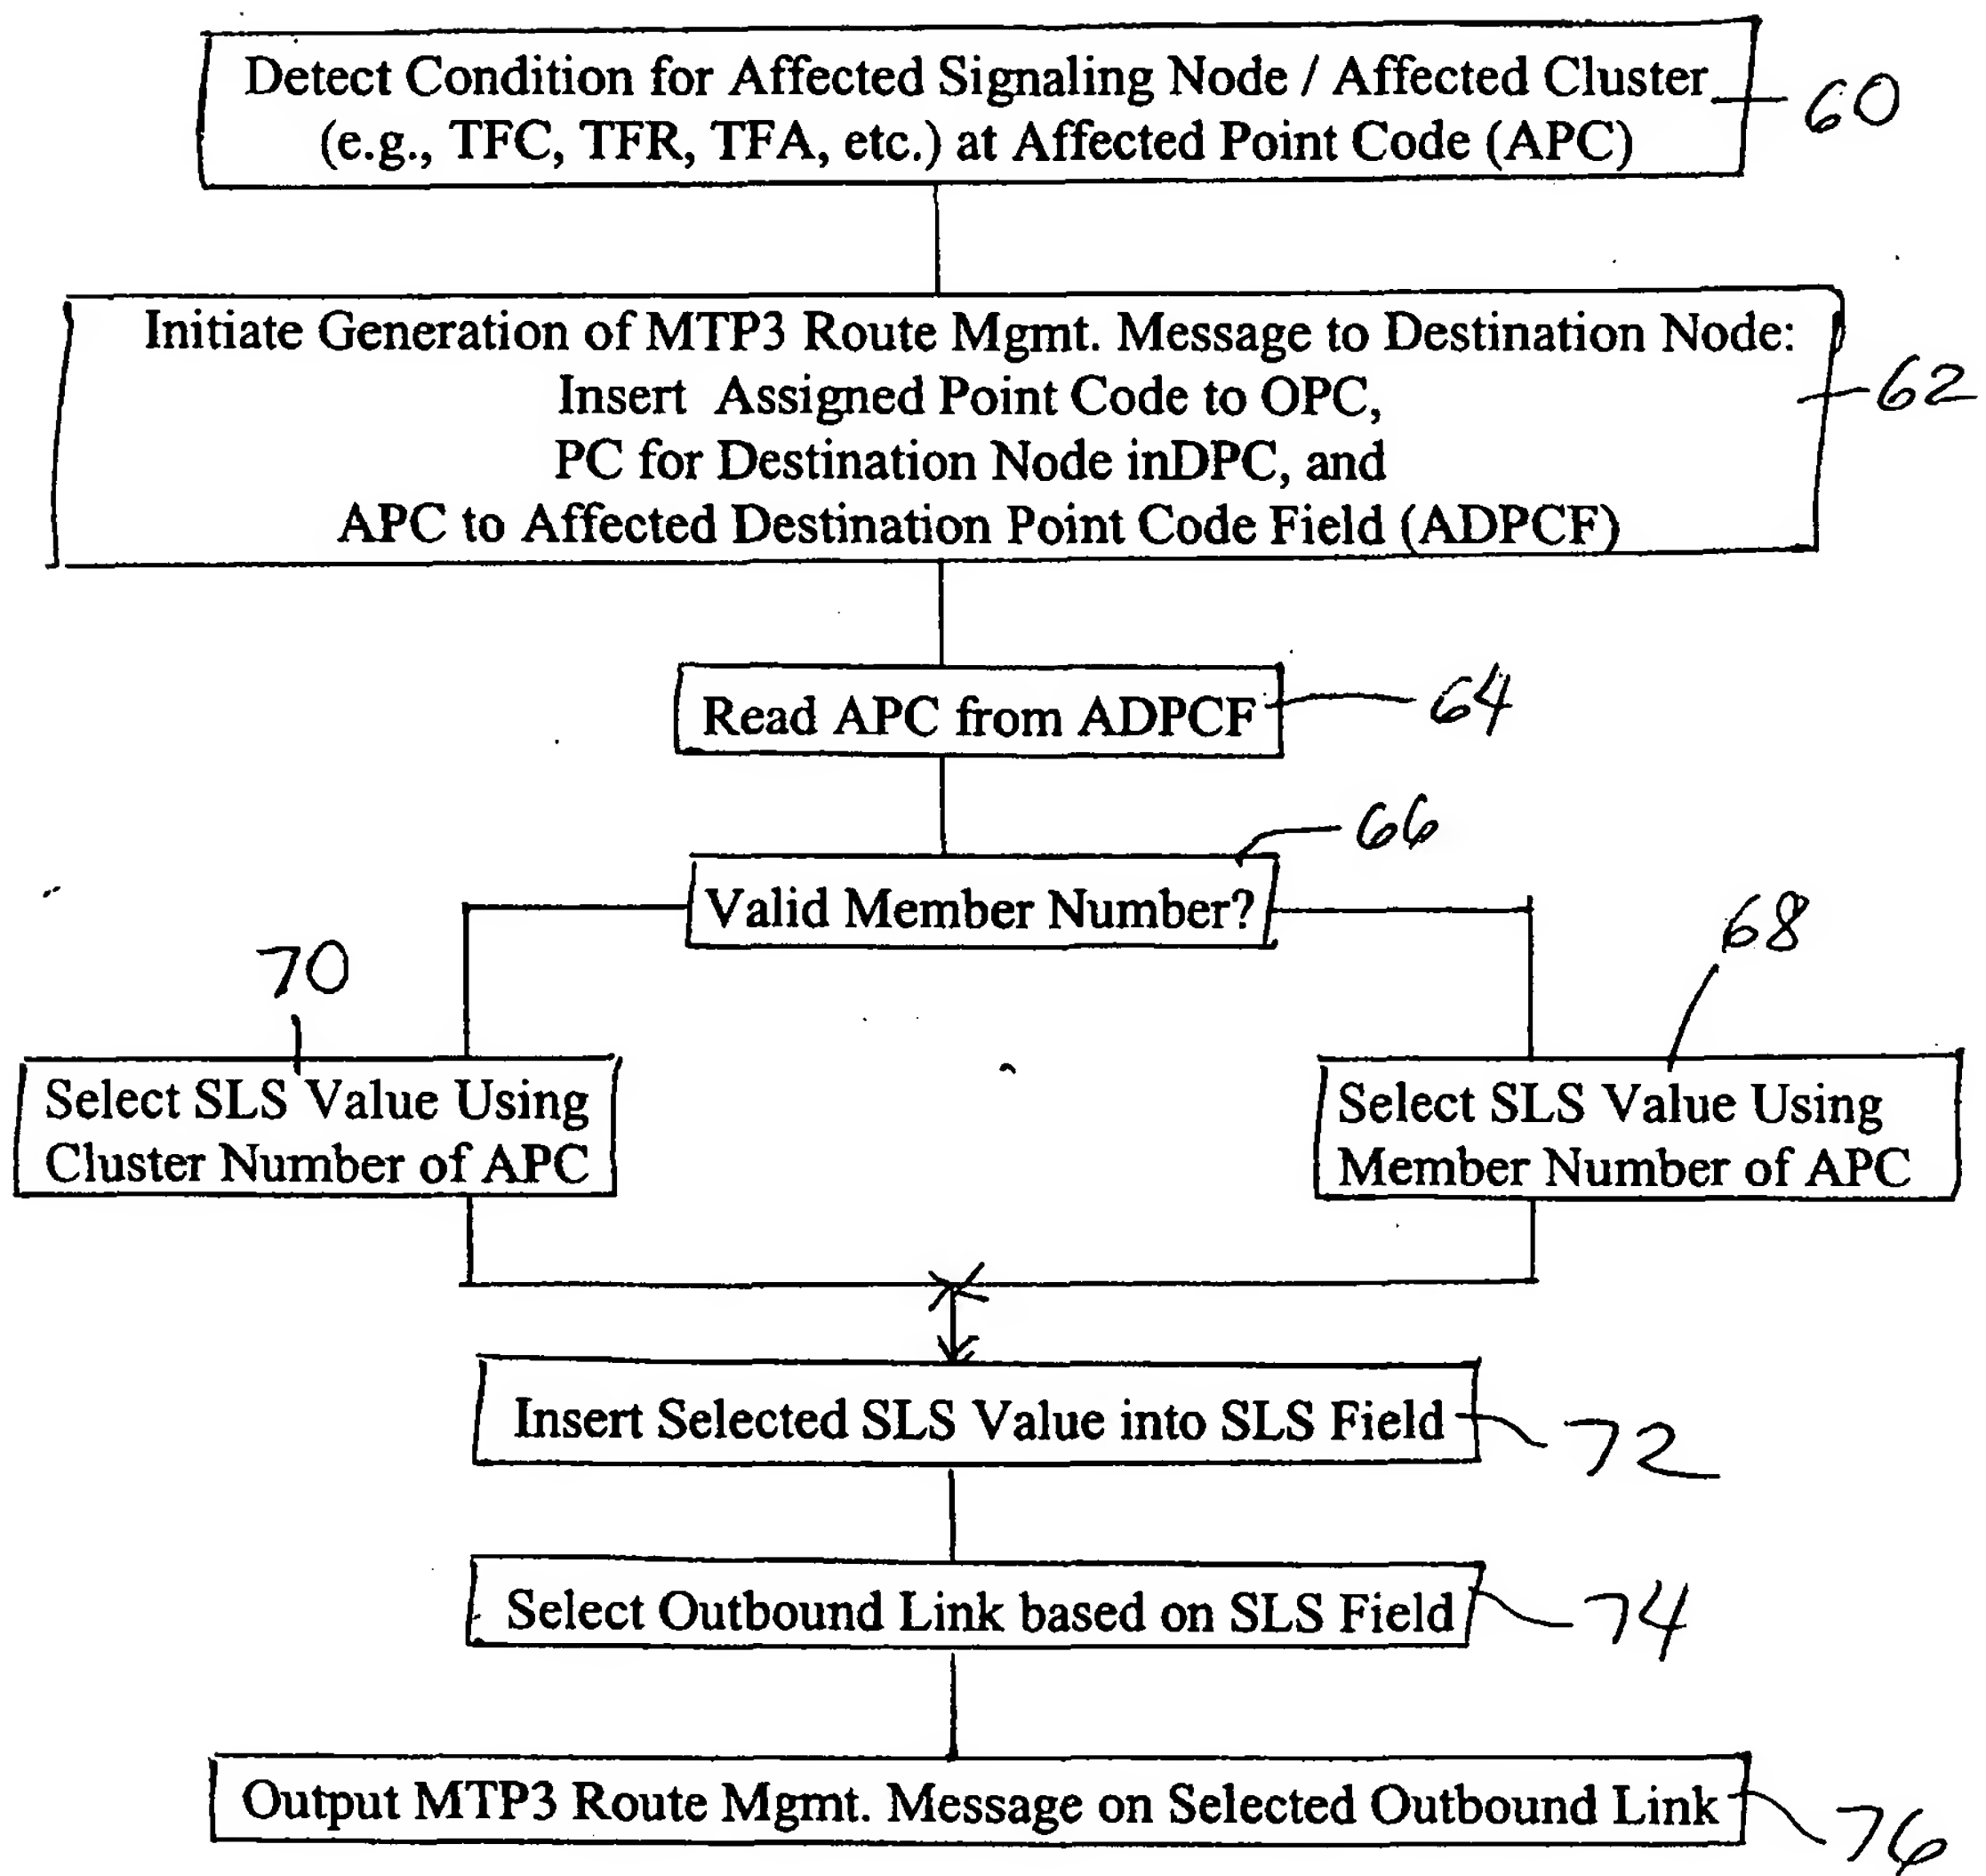 Detect Condition for Affected Signaling Node / Affected Cluster
(e.g., TFC, TFR, TFA, etc.) at Affected Point Code (APC)
60
Initiate Generation of MTP3 Route Mgmt. Message to Destination Node:
Insert Assigned Point Code to OPC,
PC for Destination Node inDPC, and
APC to Affected Destination Point Code Field (ADPCF)
62
Read APC from ADPCF
64
66
Valid Member Number?
70
68
Select SLS Value Using
Cluster Number of APC
Select SLS Value Using
Member Number of APC
Insert Selected SLS Value into SLS Field
72
Select Outbound Link based on SLS Field
74
Output MTP3 Route Mgmt. Message on Selected Outbound Link
76